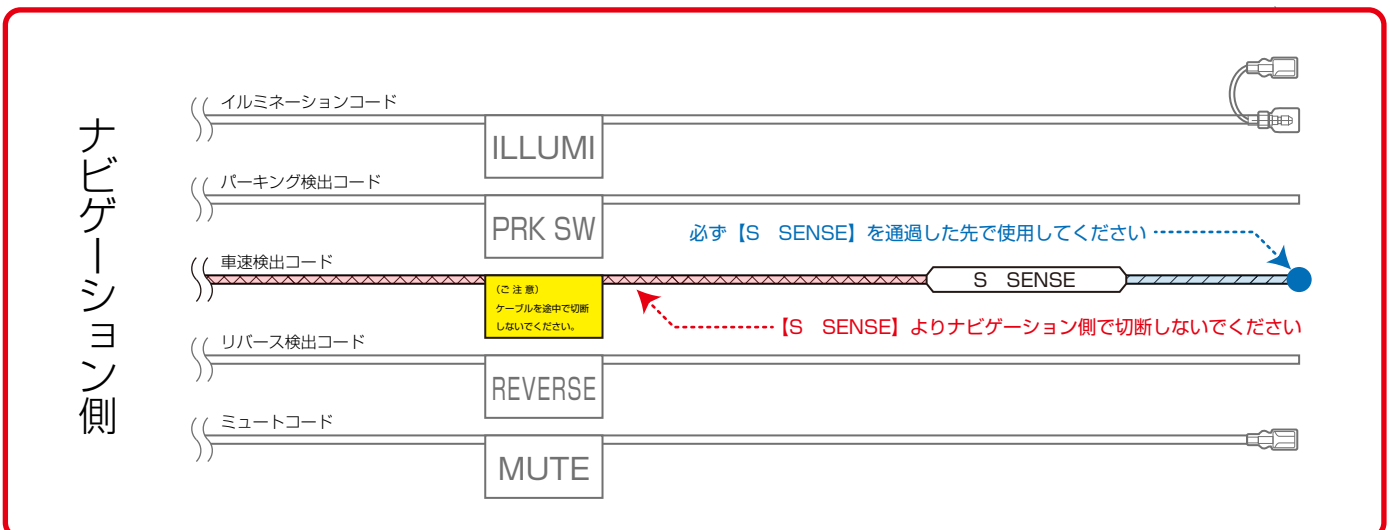 ナビゲーション側
イルミネーションコード
ILLUMI
パーキング検出コード
PRK SW
必ず【S SENSE】を通過した先で使用してください
車速検出コード
(ご注意)
ケーブルを途中で切断
しないでください。
S SENSE
【S SENSE】よりナビゲーション側で切断しないでください
リバース検出コード
REVERSE
ミュートコード
MUTE